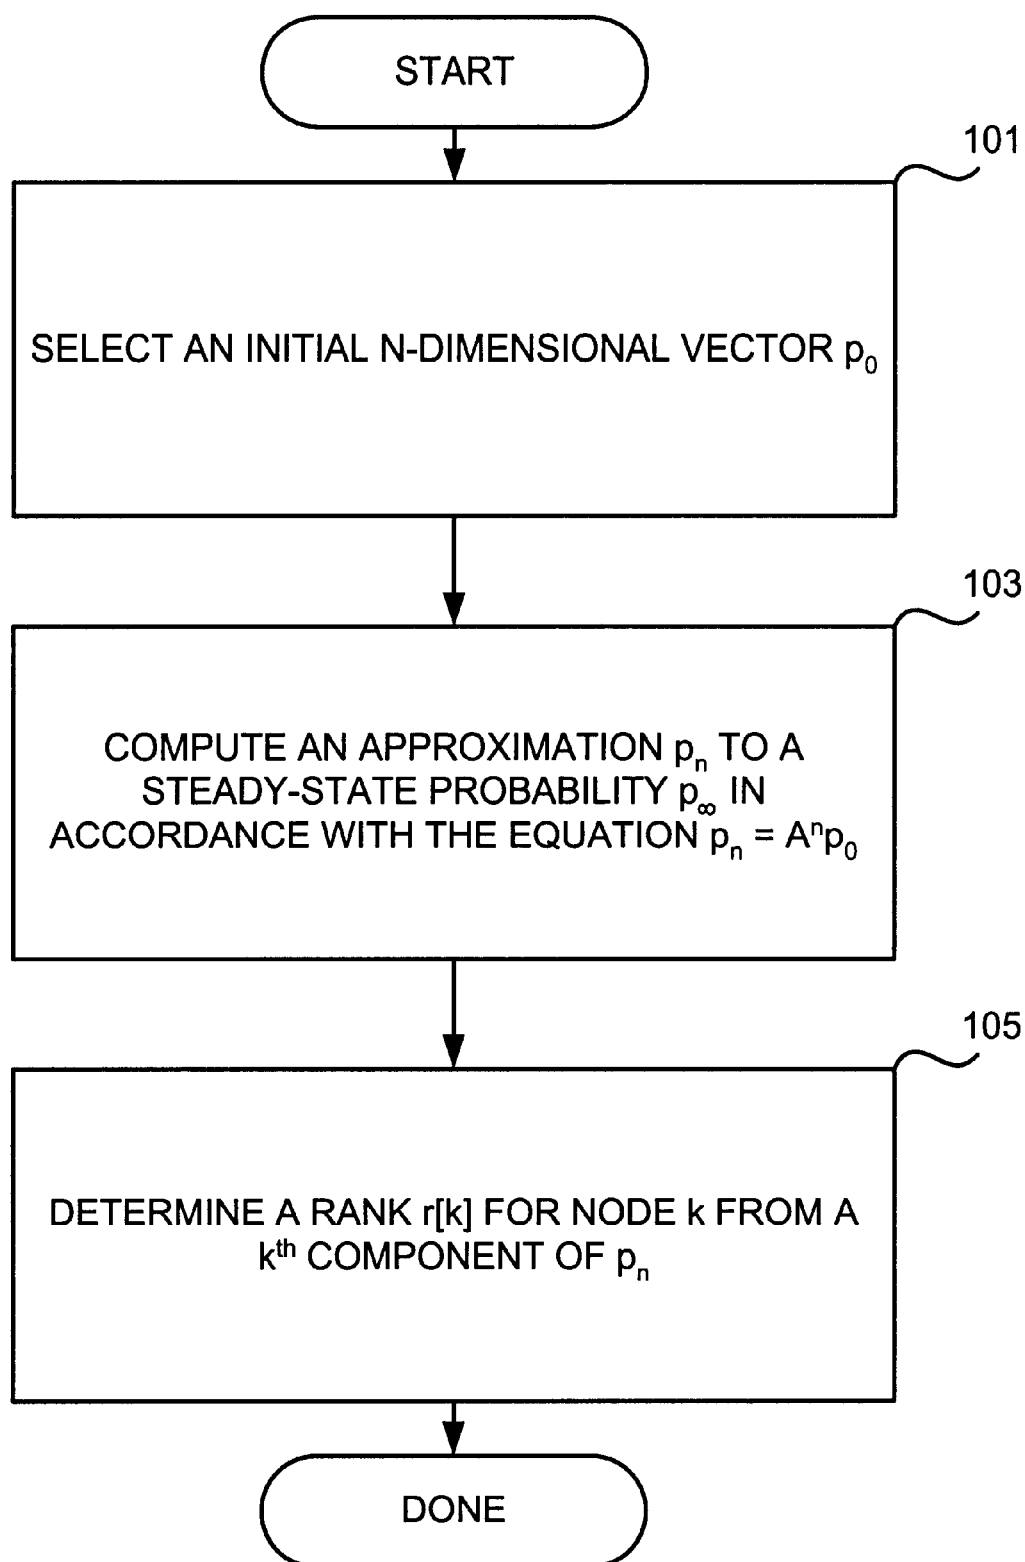 START
101
SELECT AN INITIAL N-DIMENSIONAL VECTOR p₀
103
COMPUTE AN APPROXIMATION pₙ TO A
STEADY-STATE PROBABILITY p∞ IN
ACCORDANCE WITH THE EQUATION pₙ = Aⁿp₀
105
DETERMINE A RANK r[k] FOR NODE k FROM A
kᵗʰ COMPONENT OF pₙ
DONE